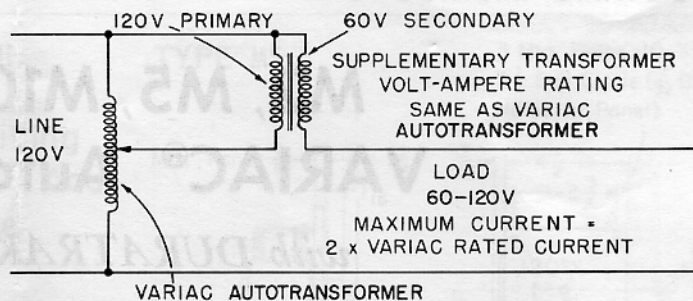 120V PRIMARY
60V SECONDARY
SUPPLEMENTARY TRANSFORMER
VOLT-AMPERE RATING
SAME AS VARIAC
AUTOTRANSFORMER
LINE
120V
LOAD
60-120V
MAXIMUM CURRENT =
2 x VARIAC RATED CURRENT
VARIAC AUTOTRANSFORMER